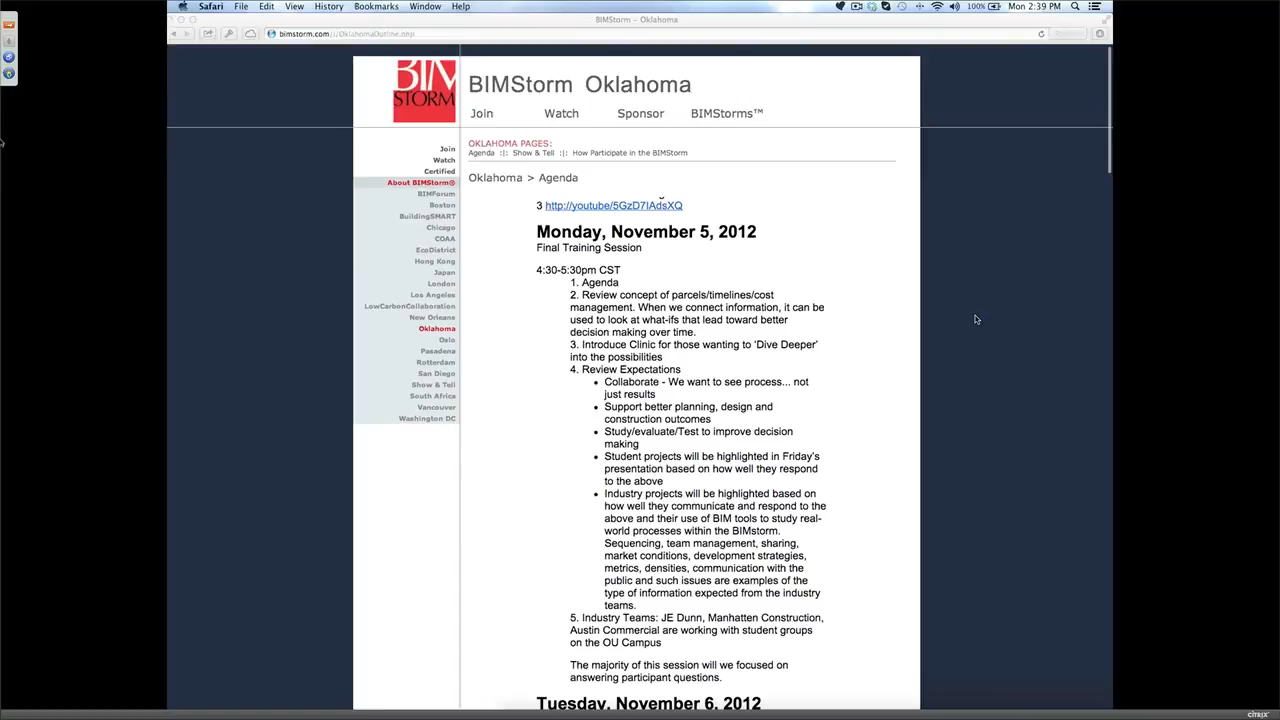 Safari File Edit View History Bookmarks Window Help
100% Mon 2:39 PM
BIMStorm – Oklahoma
bimstorm.com/
BIM
STORM
BIMStorm Oklahoma
Join Watch Sponsor BIMStorms™
OKLAHOMA PAGES:
Agenda :|: Show & Tell :|: How Participate in the BIMStorm
Oklahoma > Agenda
Join
Watch
Certified
About BIMStorm®
BIMForum
Boston
BuildingSMART
Chicago
COAA
EcoDistrict
Hong Kong
Japan
London
Los Angeles
LowCarbonCollaboration
New Orleans
Oklahoma
Oslo
Pasadena
Rotterdam
San Diego
Show & Tell
South Africa
Vancouver
Washington DC
3 http://youtube/5GzD7IAdsXQ
Monday, November 5, 2012
Final Training Session
4:30-5:30pm CST
1. Agenda
2. Review concept of parcels/timelines/cost
management. When we connect information, it can be
used to look at what-ifs that lead toward better
decision making over time.
3. Introduce Clinic for those wanting to 'Dive Deeper'
into the possibilities
4. Review Expectations
• Collaborate - We want to see process... not
just results
• Support better planning, design and
construction outcomes
• Study/evaluate/Test to improve decision
making
• Student projects will be highlighted in Friday's
presentation based on how well they respond
to the above
• Industry projects will be highlighted based on
how well they communicate and respond to the
above and their use of BIM tools to study real-
world processes within the BIMstorm.
Sequencing, team management, sharing,
market conditions, development strategies,
metrics, densities, communication with the
public and such issues are examples of the
type of information expected from the industry
teams.
5. Industry Teams: JE Dunn, Manhatten Construction,
Austin Commercial are working with student groups
on the OU Campus
The majority of this session will we focused on
answering participant questions.
Tuesday, November 6, 2012
CITRIX